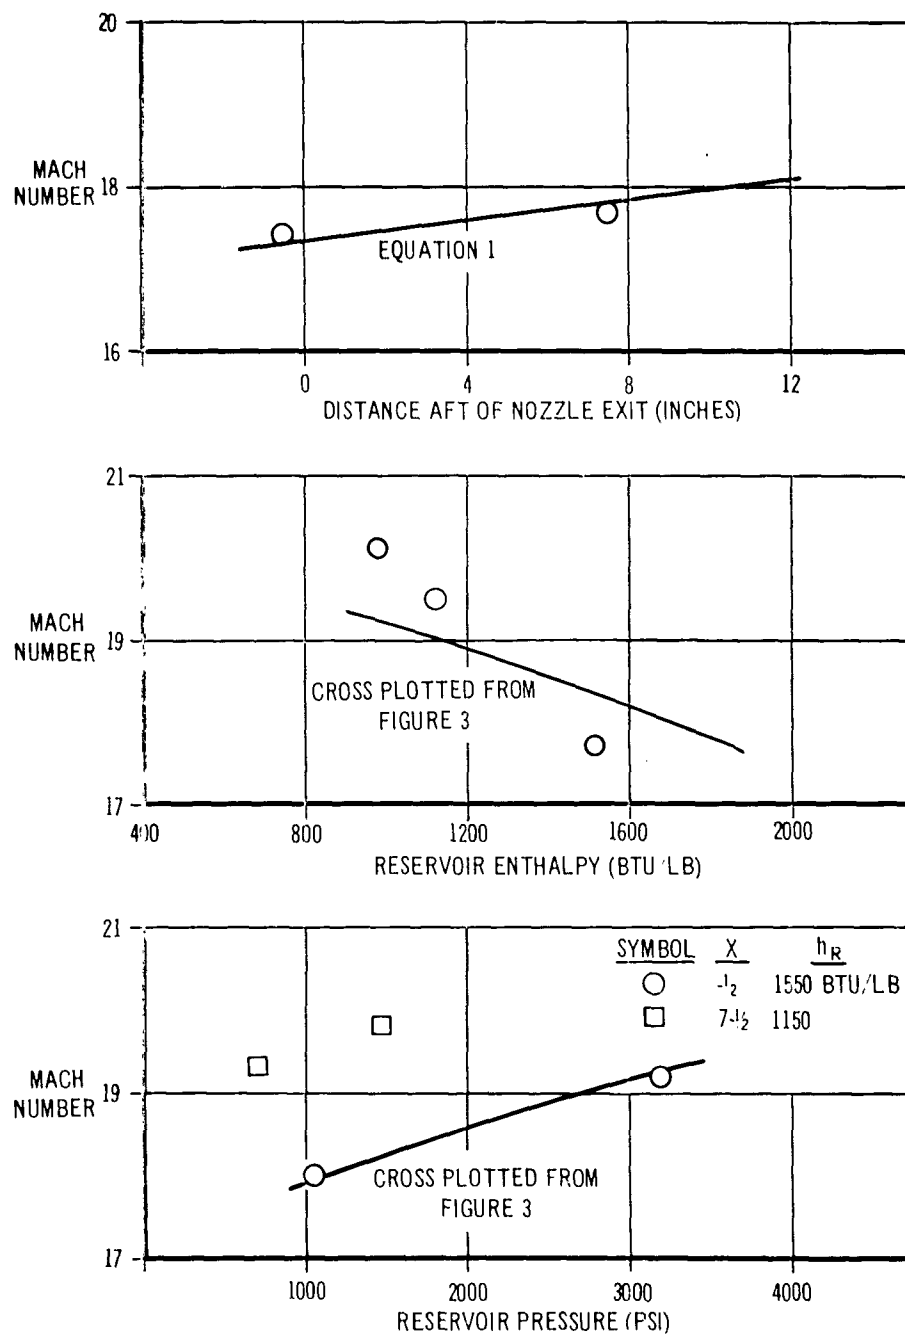 20
MACH
NUMBER
18
EQUATION 1
16
0 4 8 12
DISTANCE AFT OF NOZZLE EXIT (INCHES)
21
MACH
NUMBER
19
CROSS PLOTTED FROM
FIGURE 3
17
400 800 1200 1600 2000
RESERVOIR ENTHALPY (BTU/LB)
21
SYMBOL X hR
-½ 1550 BTU/LB
7-½ 1150
MACH
NUMBER
19
CROSS PLOTTED FROM
FIGURE 3
17
1000 2000 3000 4000
RESERVOIR PRESSURE (PSI)